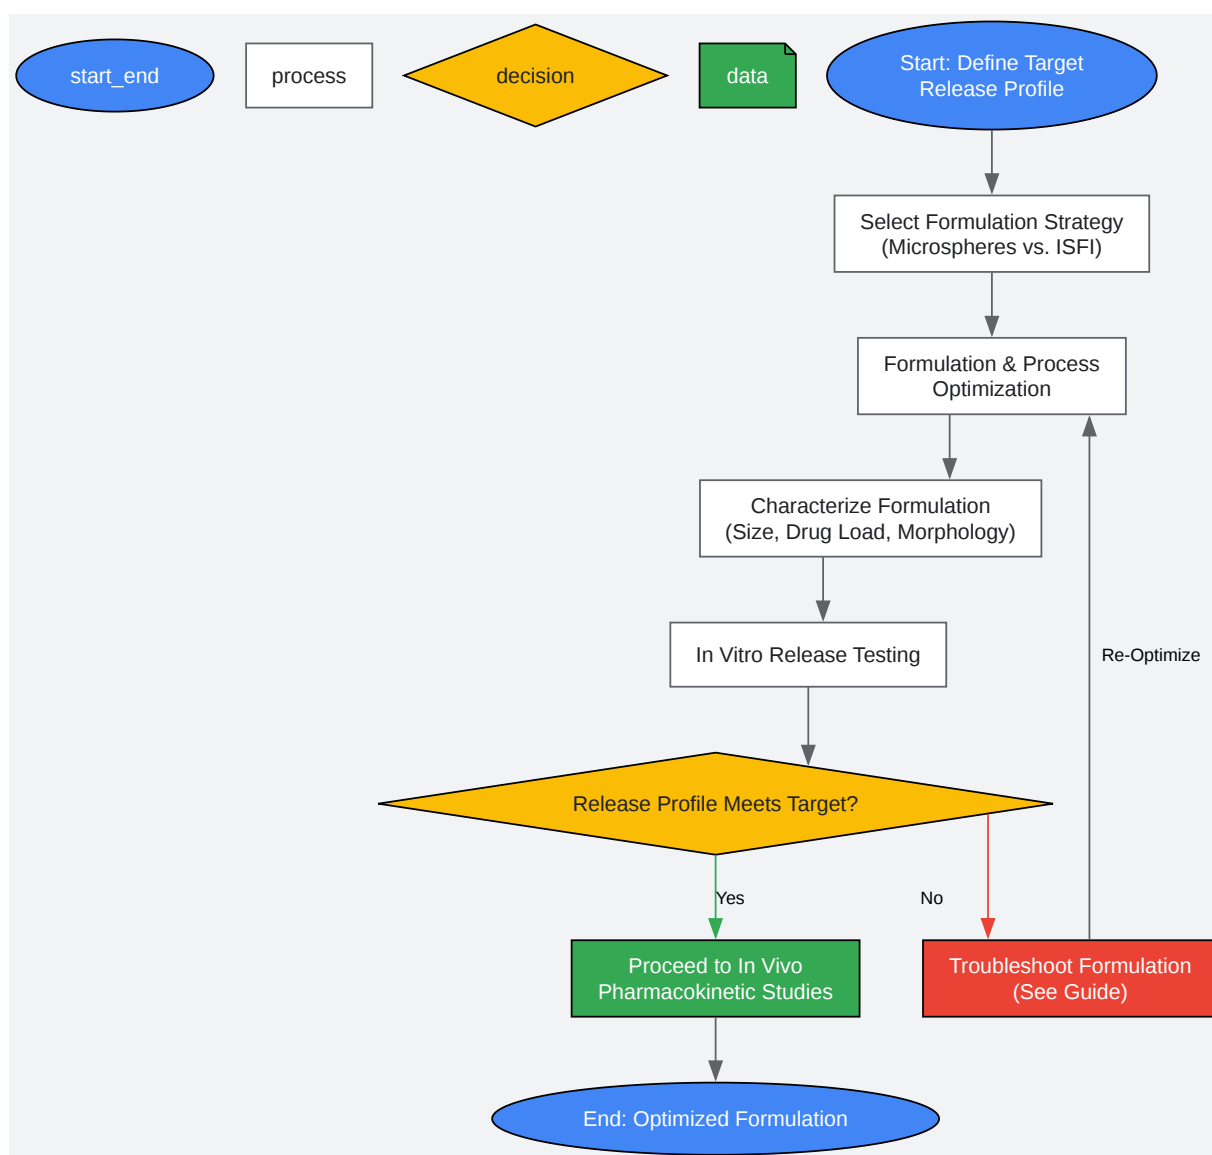 start_end
process
decision
data
Start: Define Target
Release Profile
Select Formulation Strategy
(Microspheres vs. ISFI)
Formulation & Process
Optimization
Characterize Formulation
(Size, Drug Load, Morphology)
In Vitro Release Testing
Re-Optimize
Release Profile Meets Target?
Yes
No
Proceed to In Vivo
Pharmacokinetic Studies
Troubleshoot Formulation
(See Guide)
End: Optimized Formulation